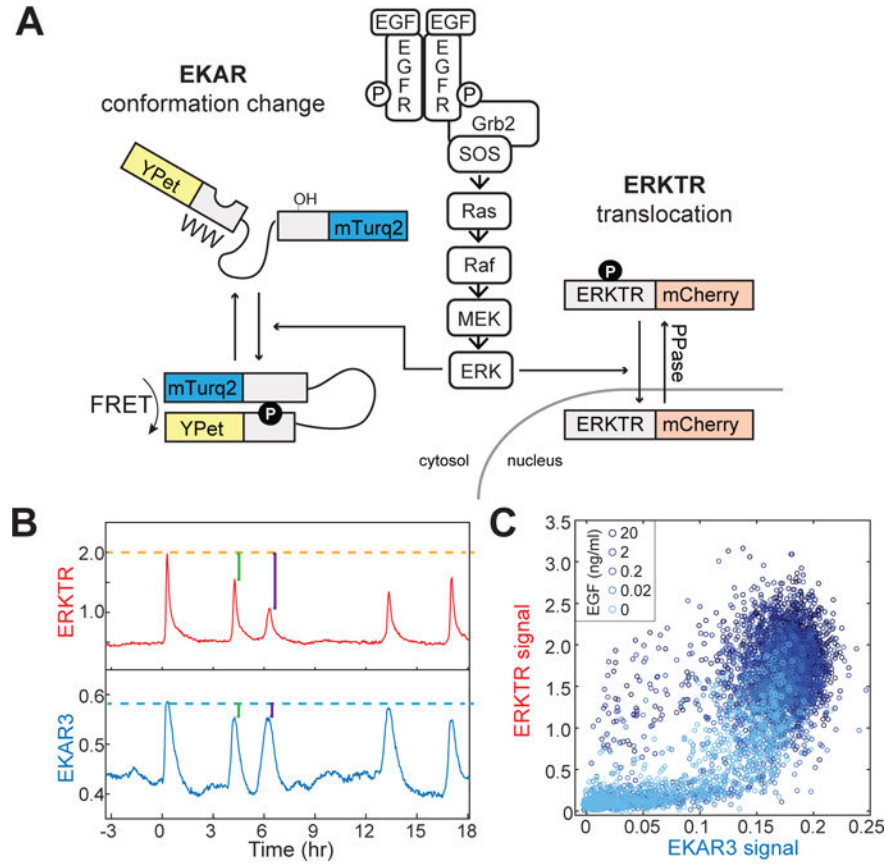 A
EGF EGF
EGFR EGFR
P P
Grb2
SOS
Ras
Raf
MEK
ERK
EKAR
conformation change
YPet
WW
OH
mTurq2
mTurq2
FRET
P
YPet
ERKTR
translocation
P
ERKTR mCherry
PPase
ERKTR mCherry
cytosol nucleus
B
ERKTR
2.0
1.0
EKAR3
0.6
0.5
0.4
-3 0 3 6 9 12 15 18
Time (hr)
C
ERKTR signal
3.5
3.0
2.5
2.0
1.5
1.0
0.5
0
EGF (ng/ml)
20
2
0.2
0.02
0
0 0.05 0.10 0.15 0.2 0.25
EKAR3 signal